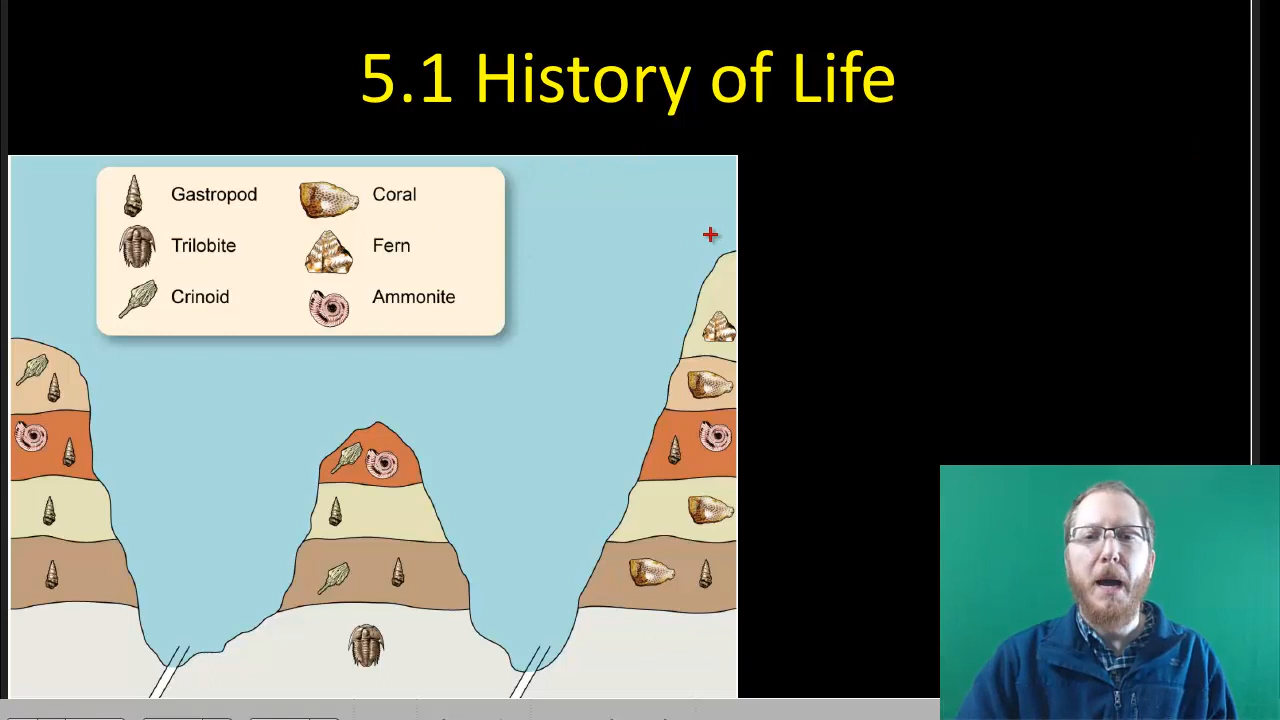 5.1 History of Life
Gastropod
Coral
Trilobite
Fern
Crinoid
Ammonite